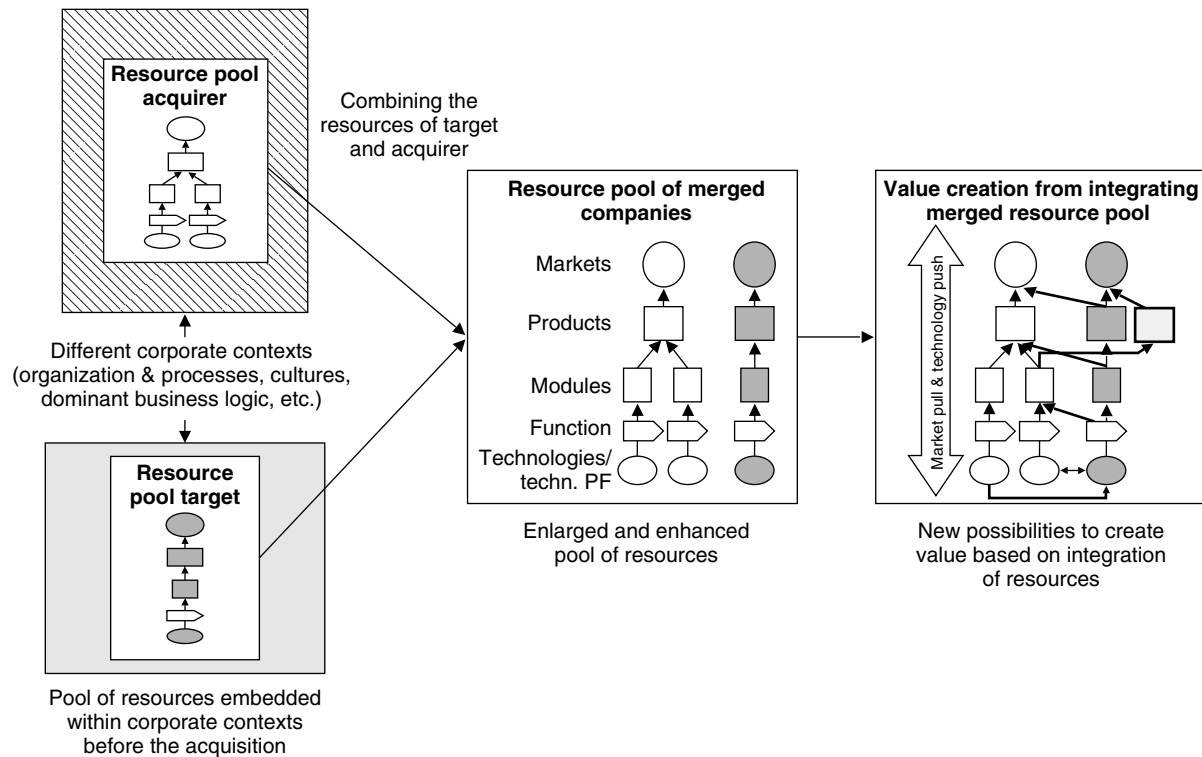 Resource pool
acquirer
Combining the
resources of target
and acquirer
Different corporate contexts
(organization & processes, cultures,
dominant business logic, etc.)
Resource
pool target
Pool of resources embedded
within corporate contexts
before the acquisition
Resource pool of merged
companies
Markets
Products
Modules
Function
Technologies/
techn. PF
Enlarged and enhanced
pool of resources
Value creation from integrating
merged resource pool
Market pull & technology push
New possibilities to create
value based on integration
of resources